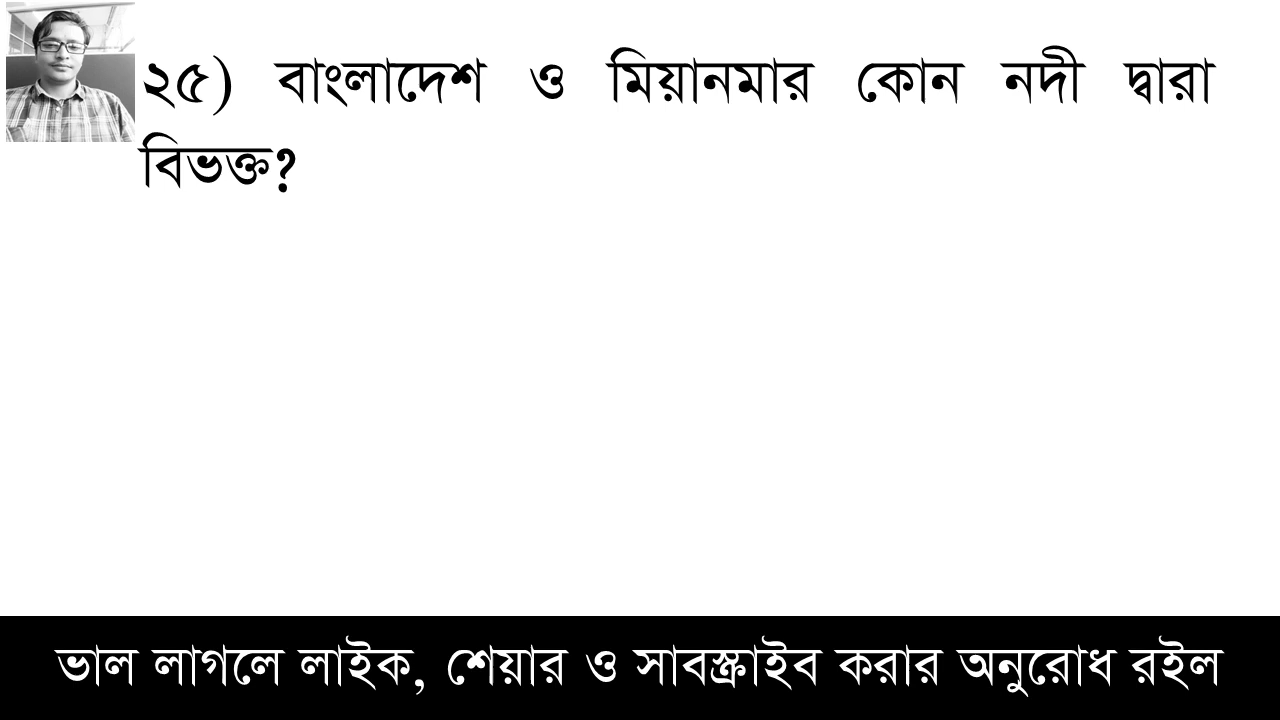 ২৫) বাংলাদেশ ও মিয়ানমার কোন নদী দ্বারা
বিভক্ত?
ভাল লাগলে লাইক, শেয়ার ও সাবস্ক্রাইব করার অনুরোধ রইল